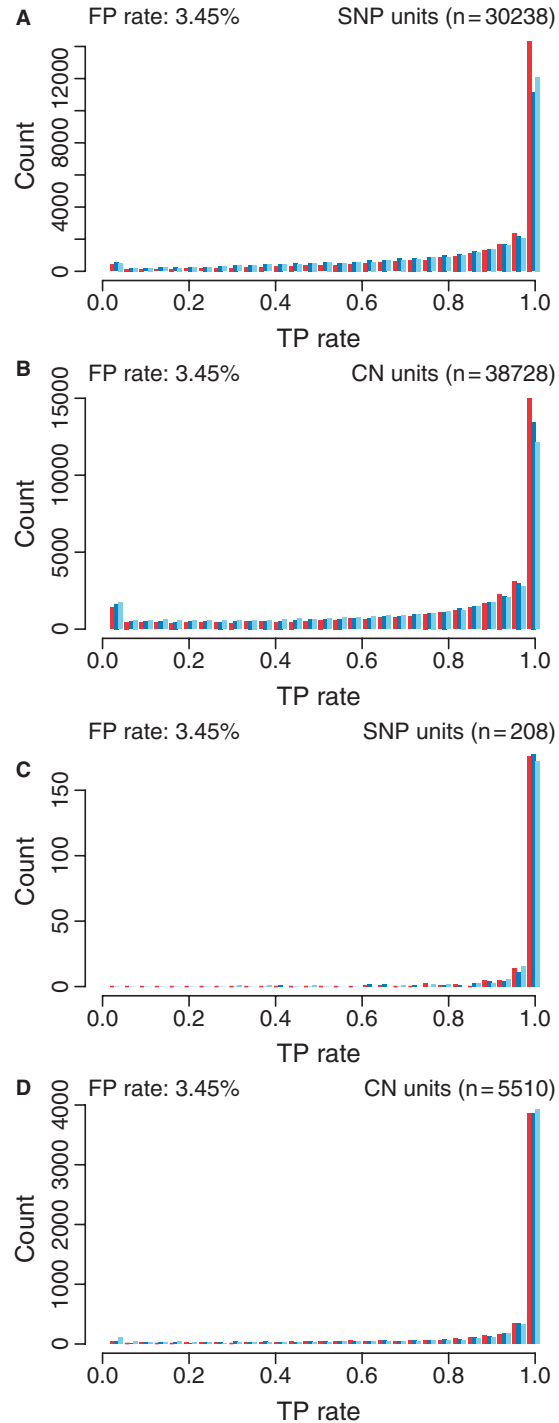 A FP rate: 3.45% SNP units (n=30238)
Count
12000
8000
4000
0
0.0 0.2 0.4 0.6 0.8 1.0
TP rate
B FP rate: 3.45% CN units (n=38728)
Count
15000
10000
5000
0
0.0 0.2 0.4 0.6 0.8 1.0
TP rate
FP rate: 3.45% SNP units (n=208)
C
Count
150
100
50
0
0.0 0.2 0.4 0.6 0.8 1.0
TP rate
D FP rate: 3.45% CN units (n=5510)
Count
4000
3000
2000
1000
0
0.0 0.2 0.4 0.6 0.8 1.0
TP rate